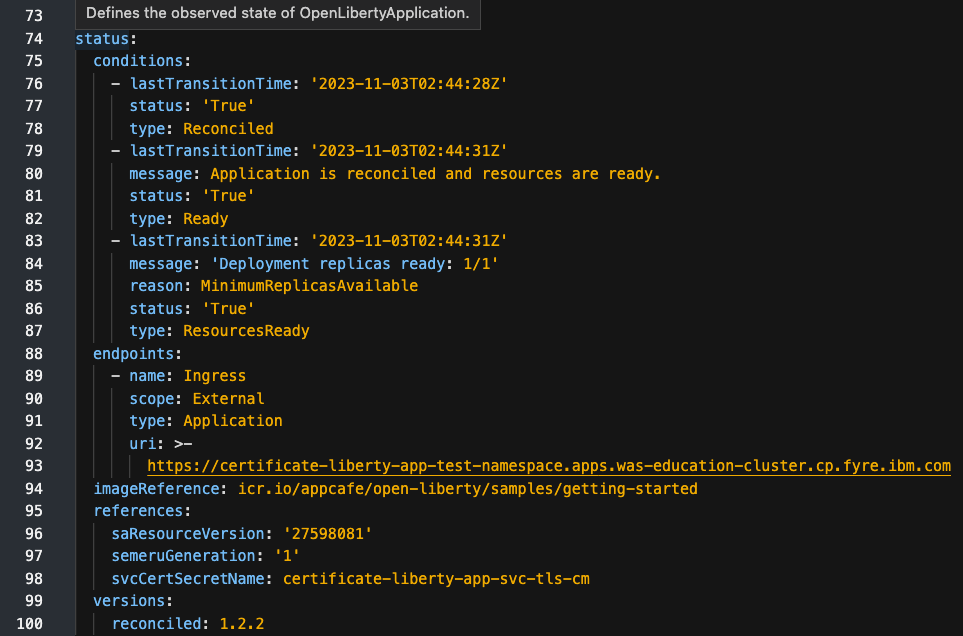 73 Defines the observed state of OpenLibertyApplication.
74 status:
75 conditions:
76 - lastTransitionTime: '2023-11-03T02:44:28Z'
77 status: 'True'
78 type: Reconciled
79 - lastTransitionTime: '2023-11-03T02:44:31Z'
80 message: Application is reconciled and resources are ready.
81 status: 'True'
82 type: Ready
83 - lastTransitionTime: '2023-11-03T02:44:31Z'
84 message: 'Deployment replicas ready: 1/1'
85 reason: MinimumReplicasAvailable
86 status: 'True'
87 type: ResourcesReady
88 endpoints:
89 - name: Ingress
90 scope: External
91 type: Application
92 uri: >-
93 https://certificate-liberty-app-test-namespace.apps.was-education-cluster.cp.fyre.ibm.com
94 imageReference: icr.io/appcafe/open-liberty/samples/getting-started
95 references:
96 saResourceVersion: '27598081'
97 semeruGeneration: '1'
98 svcCertSecretName: certificate-liberty-app-svc-tls-cm
99 versions:
100 reconciled: 1.2.2